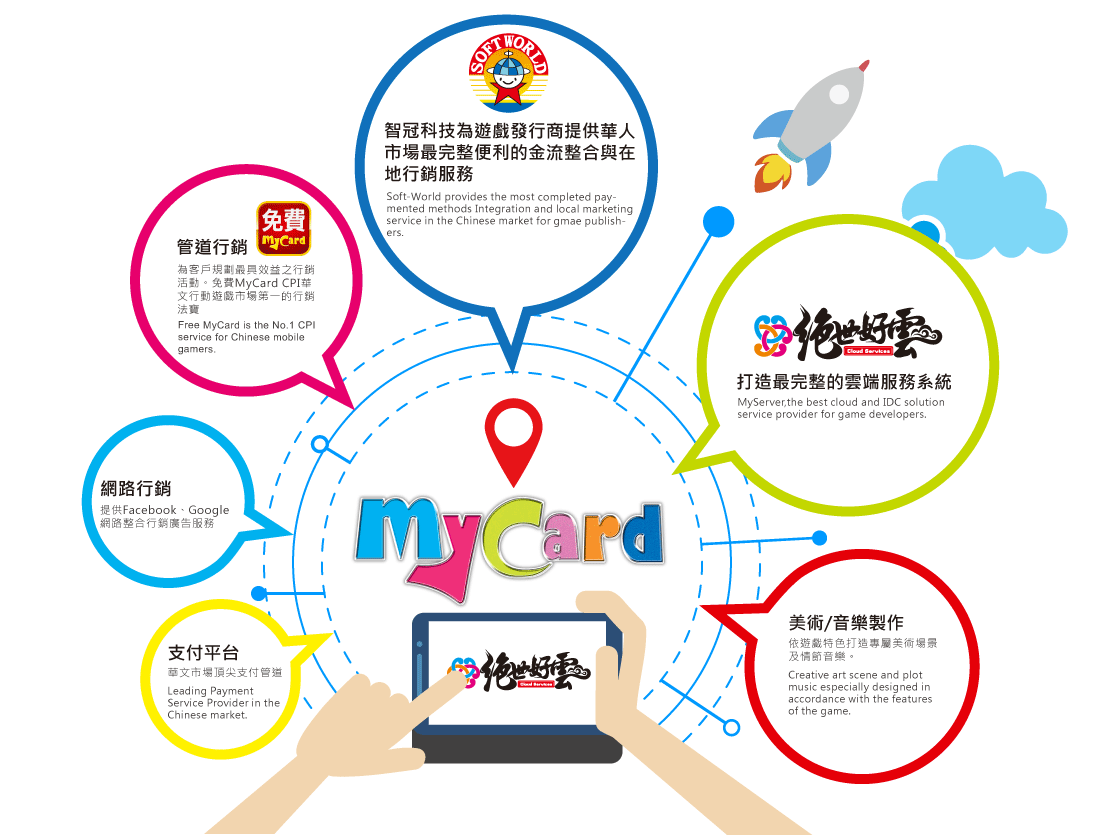 SOFT WORLD
智冠科技為遊戲發行商提供華人
市場最完整便利的金流整合與在
地行銷服務
Soft-World provides the most completed pay-
mented methods Integration and local marketing
service in the Chinese market for gmae publish-
ers.
免費
MyCard
管道行銷
為客戶規劃最具效益之行銷
活動。免費MyCard CPI華
文行動遊戲市場第一的行銷
法寶
Free MyCard is the No.1 CPI
service for Chinese mobile
gamers.
絕世好雲
Cloud Services
打造最完整的雲端服務系統
MyServer,the best cloud and IDC solution
service provider for game developers.
網路行銷
提供Facebook、Google
網路整合行銷廣告服務
MyCard
支付平台
華文市場頂尖支付管道
Leading Payment
Service Provider in the
Chinese market.
絕世好雲
Cloud Services
美術/音樂製作
依遊戲特色打造專屬美術場景
及情節音樂。
Creative art scene and plot
music especially designed in
accordance with the features
of the game.